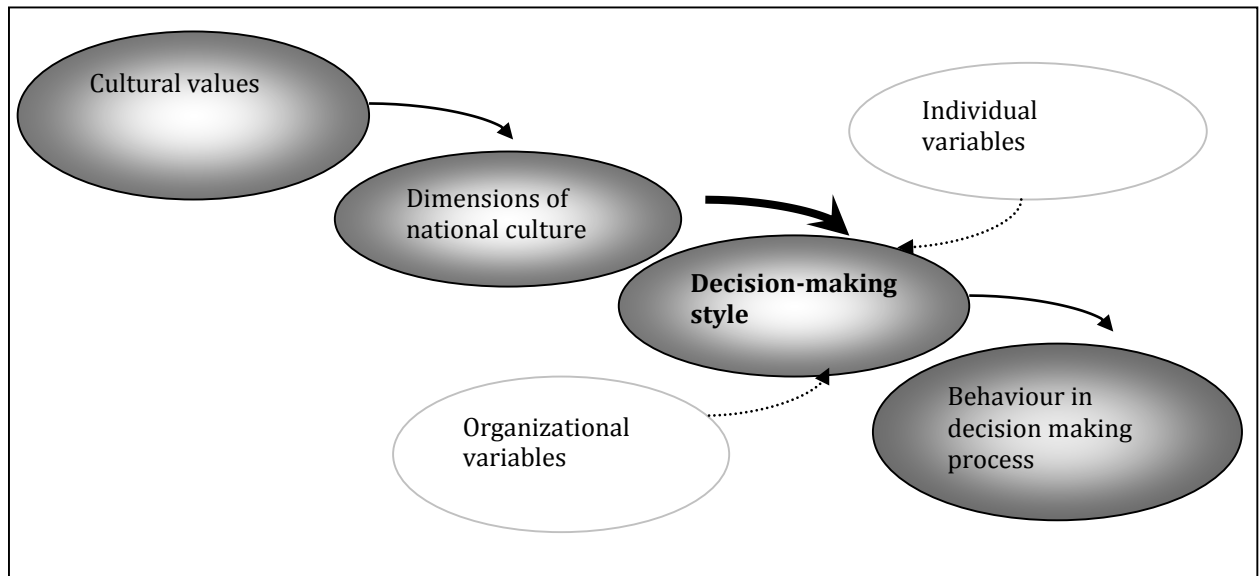 Cultural values
Individual
variables
Dimensions of
national culture
Decision-making
style
Organizational
variables
Behaviour in
decision making
process